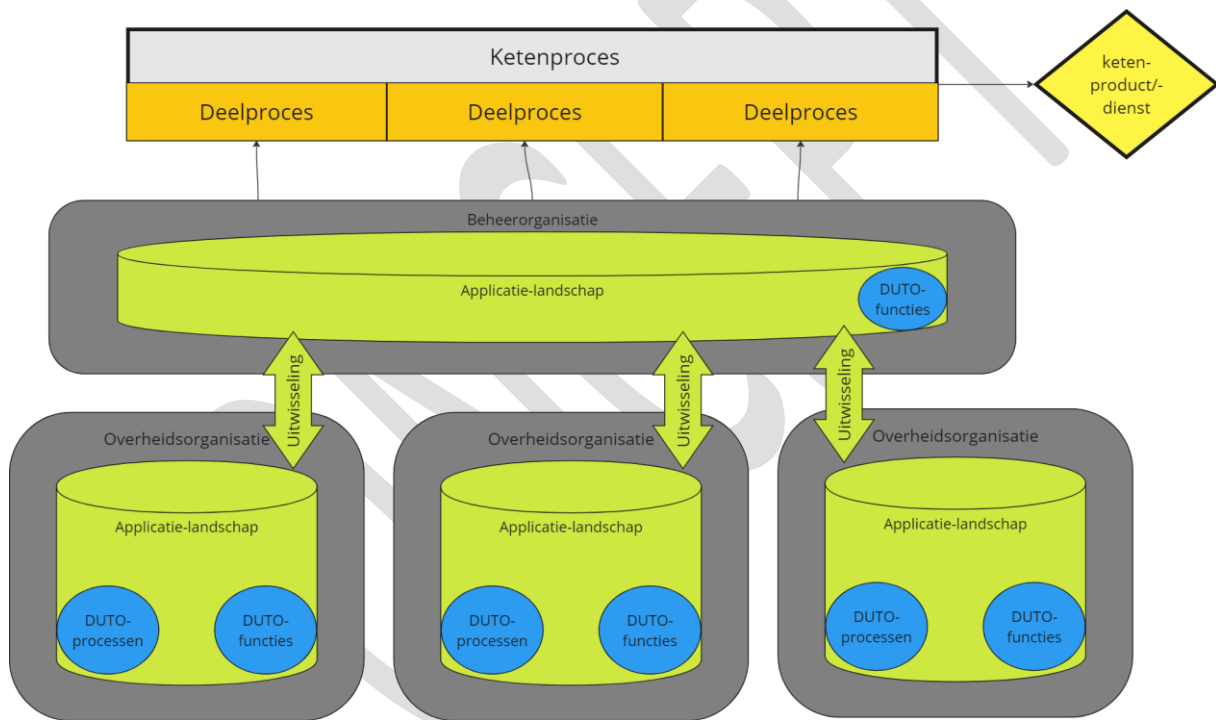 Ketenproces
keten-
product/-
dienst
Deelproces
Deelproces
Deelproces
Beheerorganisatie
Applicatie-landschap
DUTO-
functies
Uitwisseling
Uitwisseling
Uitwisseling
Overheidsorganisatie
Applicatie-landschap
DUTO-
processen
DUTO-
functies
Overheidsorganisatie
Applicatie-landschap
DUTO-
processen
DUTO-
functies
Overheidsorganisatie
Applicatie-landschap
DUTO-
processen
DUTO-
functies